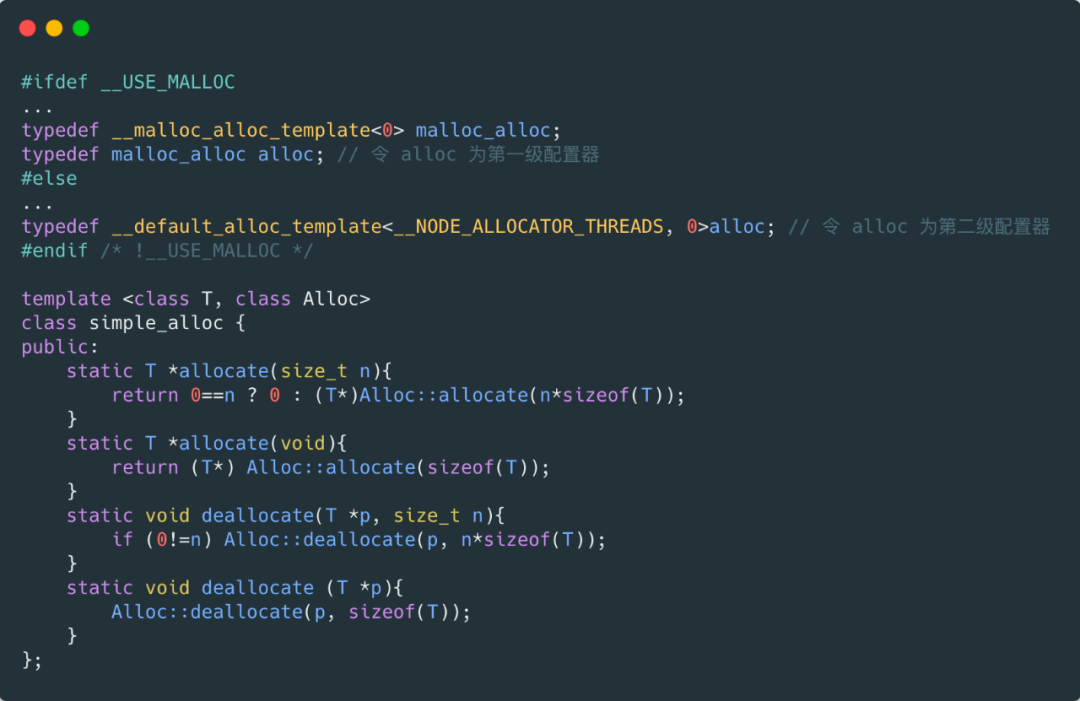 #ifdef __USE_MALLOC
...
typedef __malloc_alloc_template<0> malloc_alloc;
typedef malloc_alloc alloc; // 令 alloc 为第一级配置器
#else
...
typedef __default_alloc_template<__NODE_ALLOCATOR_THREADS, 0>alloc; // 令 alloc 为第二级配置器
#endif /* !__USE_MALLOC */

template <class T, class Alloc>
class simple_alloc {
public:
    static T *allocate(size_t n){
        return 0==n ? 0 : (T*)Alloc::allocate(n*sizeof(T));
    }
    static T *allocate(void){
        return (T*) Alloc::allocate(sizeof(T));
    }
    static void deallocate(T *p, size_t n){
        if (0!=n) Alloc::deallocate(p, n*sizeof(T));
    }
    static void deallocate (T *p){
        Alloc::deallocate(p, sizeof(T));
    }
};